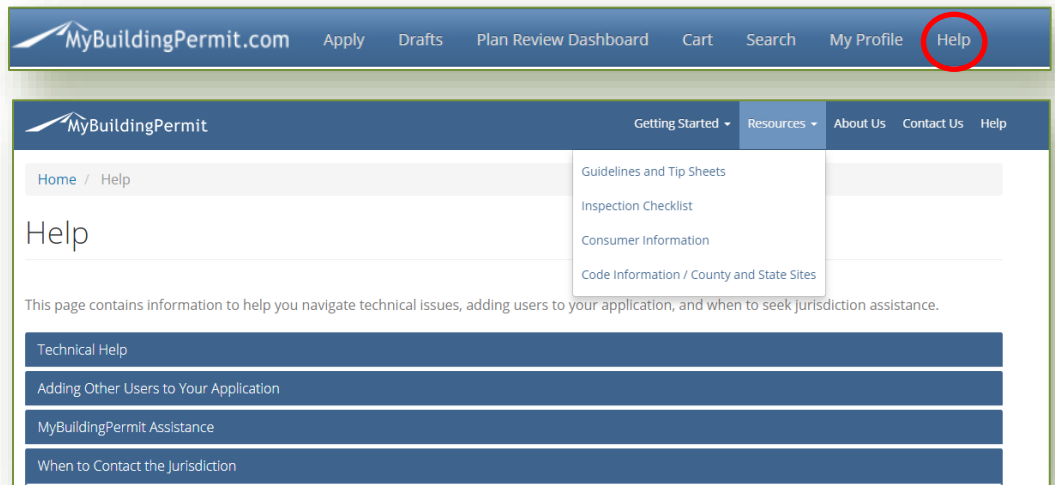 MyBuildingPermit.com Apply Drafts Plan Review Dashboard Cart Search My Profile Help
MyBuildingPermit Getting Started Resources About Us Contact Us Help
Home / Help
Guidelines and Tip Sheets
Inspection Checklist
Consumer Information
Code Information / County and State Sites
Help
This page contains information to help you navigate technical issues, adding users to your application, and when to seek jurisdiction assistance.
Technical Help
Adding Other Users to Your Application
MyBuildingPermit Assistance
When to Contact the Jurisdiction